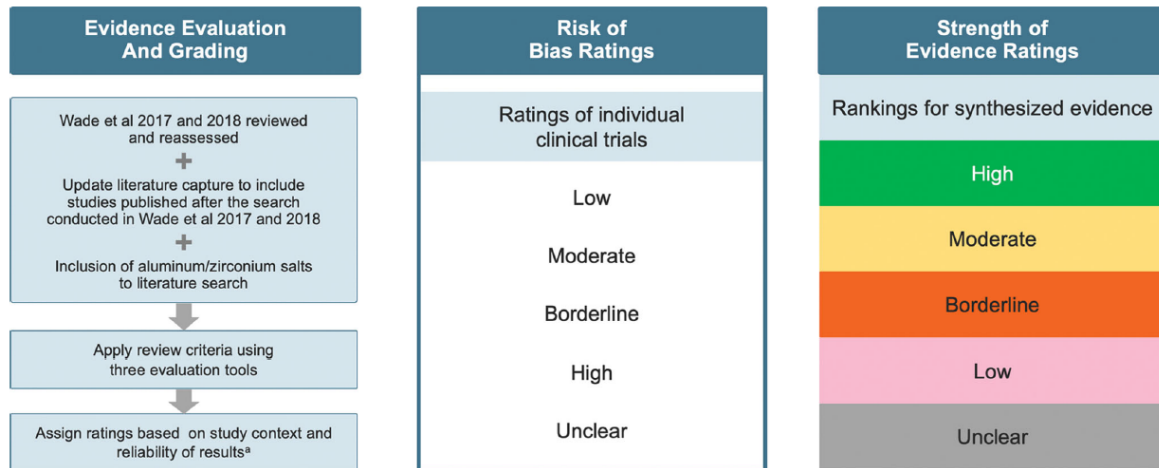 Evidence Evaluation
And Grading
Wade et al 2017 and 2018 reviewed
and reassessed
+
Update literature capture to include
studies published after the search
conducted in Wade et al 2017 and 2018
+
Inclusion of aluminum/zirconium salts
to literature search
Apply review criteria using
three evaluation tools
Assign ratings based on study context and
reliability of resultsᵃ
Risk of
Bias Ratings
Ratings of individual
clinical trials
Low
Moderate
Borderline
High
Unclear
Strength of
Evidence Ratings
Rankings for synthesized evidence
High
Moderate
Borderline
Low
Unclear